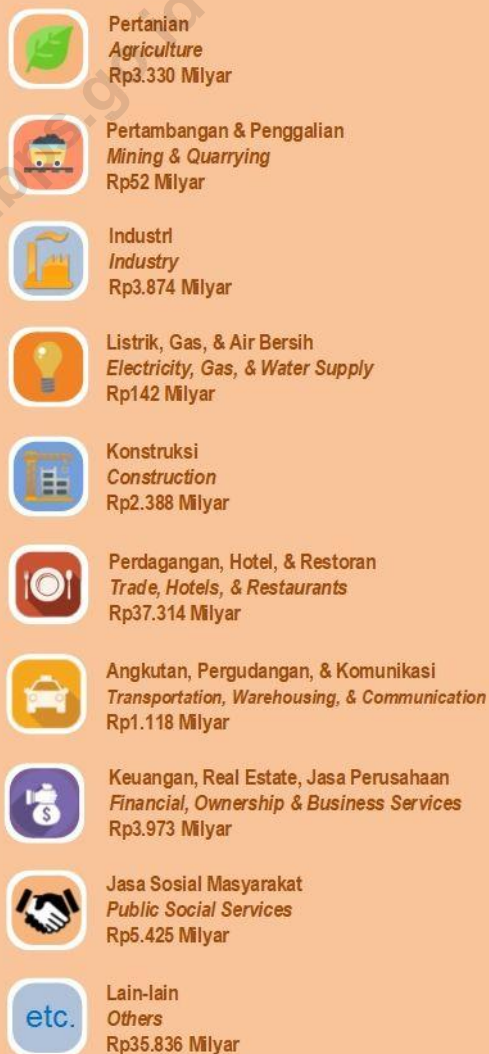 Pertanian
Agriculture
Rp3.330 Milyar
Pertambangan & Penggalian
Mining & Quarrying
Rp52 Milyar
Industri
Industry
Rp3.874 Milyar
Listrik, Gas, & Air Bersih
Electricity, Gas, & Water Supply
Rp142 Milyar
Konstruksi
Construction
Rp2.388 Milyar
Perdagangan, Hotel, & Restoran
Trade, Hotels, & Restaurants
Rp37.314 Milyar
Angkutan, Pergudangan, & Komunikasi
Transportation, Warehousing, & Communication
Rp1.118 Milyar
Keuangan, Real Estate, Jasa Perusahaan
Financial, Ownership & Business Services
$
Rp3.973 Milyar
Jasa Sosial Masyarakat
Public Social Services
Rp5.425 Milyar
Lain-lain
etc.
Others
Rp35.836 Milyar